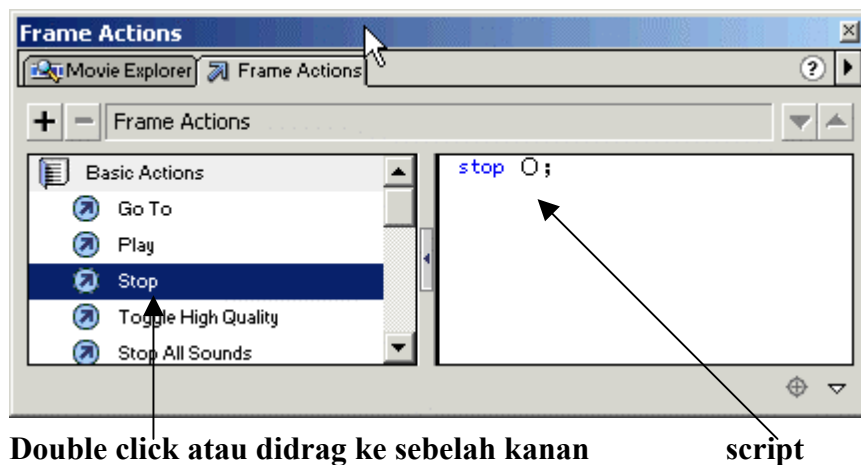 Frame Actions
Movie Explorer Frame Actions ?
+ - Frame Actions
Basic Actions
Go To
Play
Stop
Toggle High Quality
Stop All Sounds
stop ();
Double click atau didrag ke sebelah kanan script